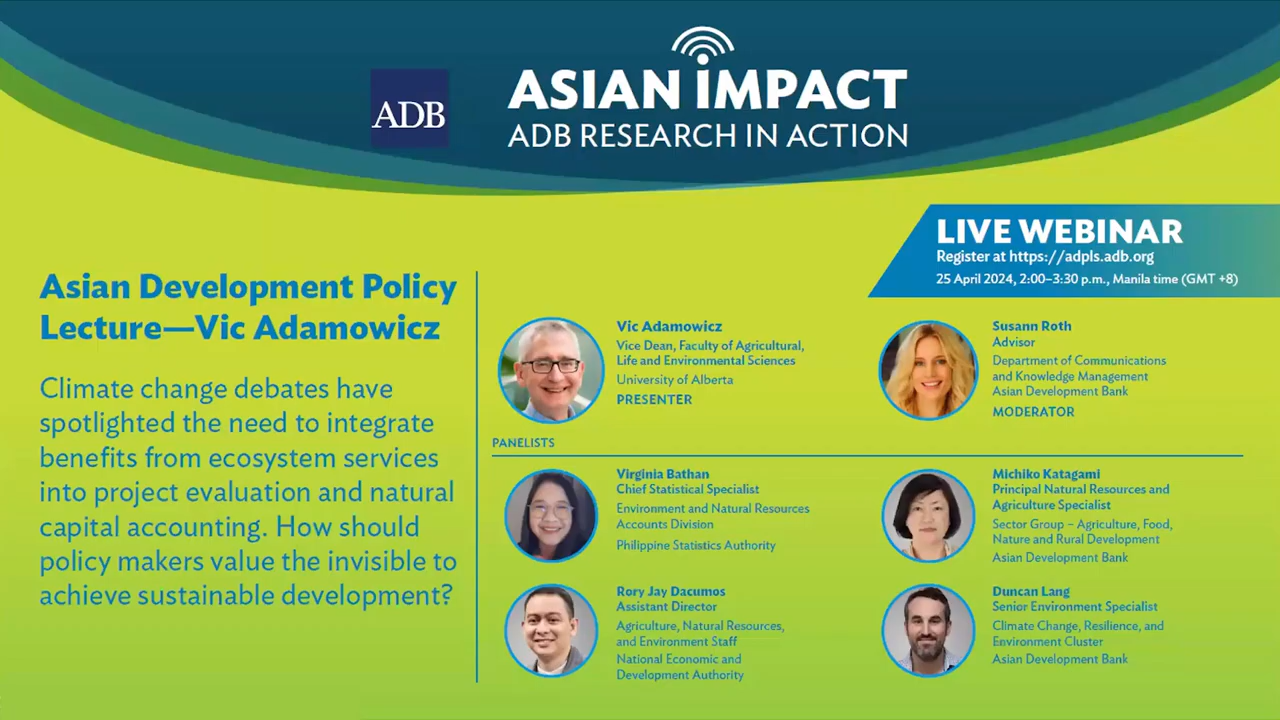 ADB
ASIAN IMPACT
ADB RESEARCH IN ACTION
LIVE WEBINAR
Register at https://adpls.adb.org
25 April 2024, 2:00–3:30 p.m., Manila time (GMT +8)
Asian Development Policy
Lecture—Vic Adamowicz
Climate change debates have
spotlighted the need to integrate
benefits from ecosystem services
into project evaluation and natural
capital accounting. How should
policy makers value the invisible to
achieve sustainable development?
Vic Adamowicz
Vice Dean, Faculty of Agricultural,
Life and Environmental Sciences
University of Alberta
PRESENTER
Susann Roth
Advisor
Department of Communications
and Knowledge Management
Asian Development Bank
MODERATOR
PANELISTS
Virginia Bathan
Chief Statistical Specialist
Environment and Natural Resources
Accounts Division
Philippine Statistics Authority
Michiko Katagami
Principal Natural Resources and
Agriculture Specialist
Sector Group – Agriculture, Food,
Nature and Rural Development
Asian Development Bank
Rory Jay Dacumos
Assistant Director
Agriculture, Natural Resources,
and Environment Staff
National Economic and
Development Authority
Duncan Lang
Senior Environment Specialist
Climate Change, Resilience, and
Environment Cluster
Asian Development Bank